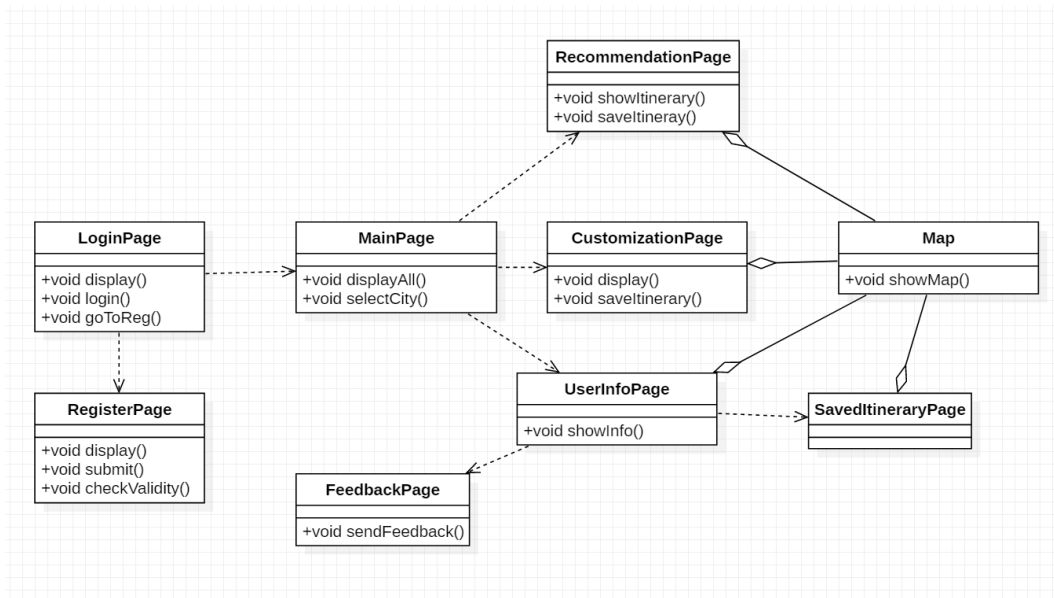 RecommendationPage
+void showItinerary()
+void saveItineray()
LoginPage
+void display()
+void login()
+void goToReg()
MainPage
+void displayAll()
+void selectCity()
CustomizationPage
+void display()
+void saveItinerary()
Map
+void showMap()
RegisterPage
+void display()
+void submit()
+void checkValidity()
UserInfoPage
+void showInfo()
SavedItineraryPage
FeedbackPage
+void sendFeedback()